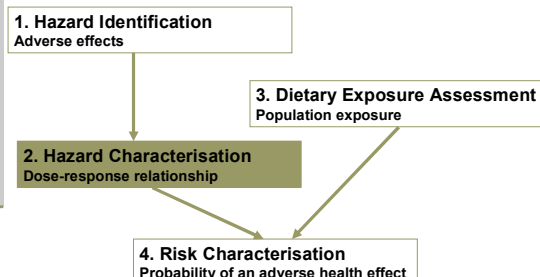 1. Hazard Identification
Adverse effects
3. Dietary Exposure Assessment
Population exposure
2. Hazard Characterisation
Dose-response relationship
4. Risk Characterisation
Probability of an adverse health effect